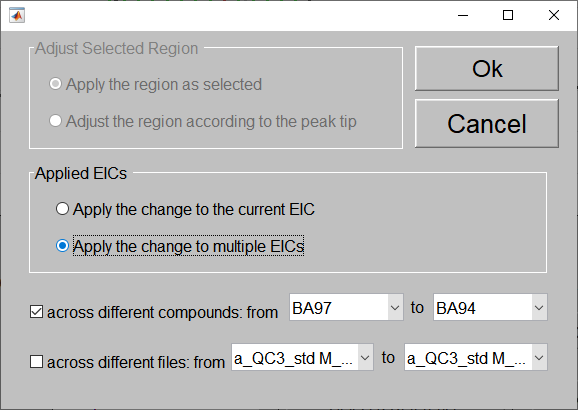 Adjust Selected Region
Ok
Apply the region as selected
Adjust the region according to the peak tip
Cancel
Applied EICs
Apply the change to the current EIC
Apply the change to multiple EICs
across different compounds: from BA97 to BA94
across different files: from a_QC3_std M_... to a_QC3_std M_...